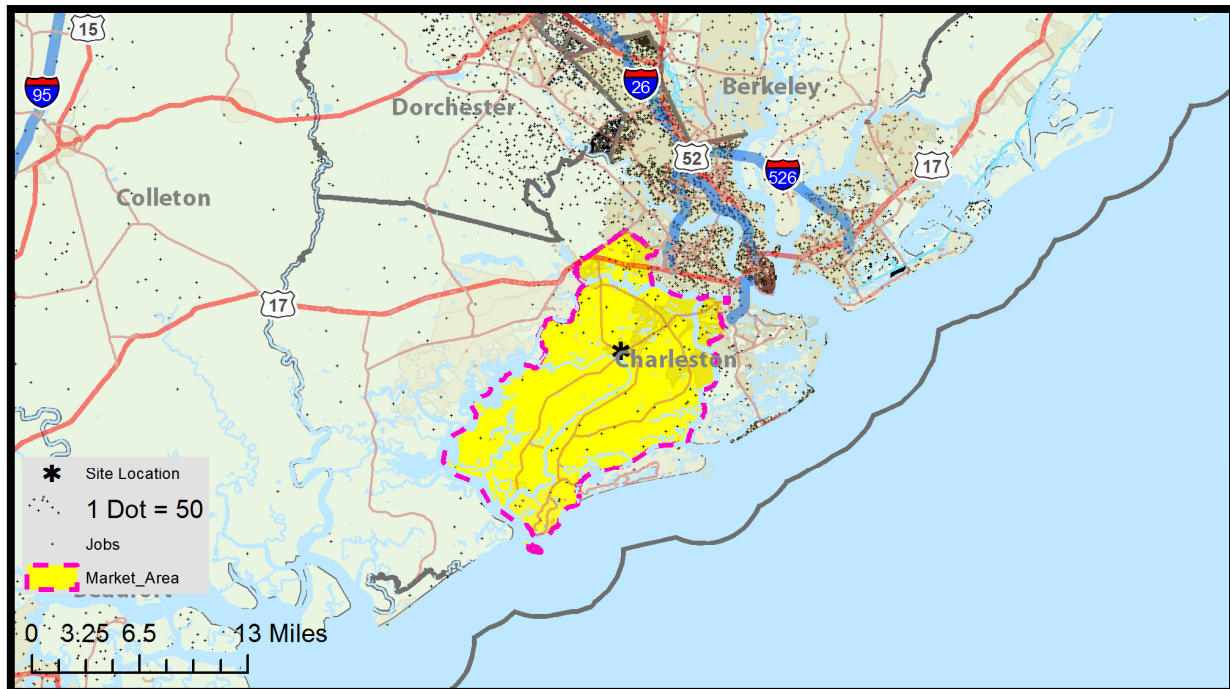 15
95
26
Berkeley
Dorchester
52
526
17
Colleton
17
Charleston
Site Location
1 Dot = 50
Jobs
Market_Area
Beaufort
0 3.25 6.5 13 Miles